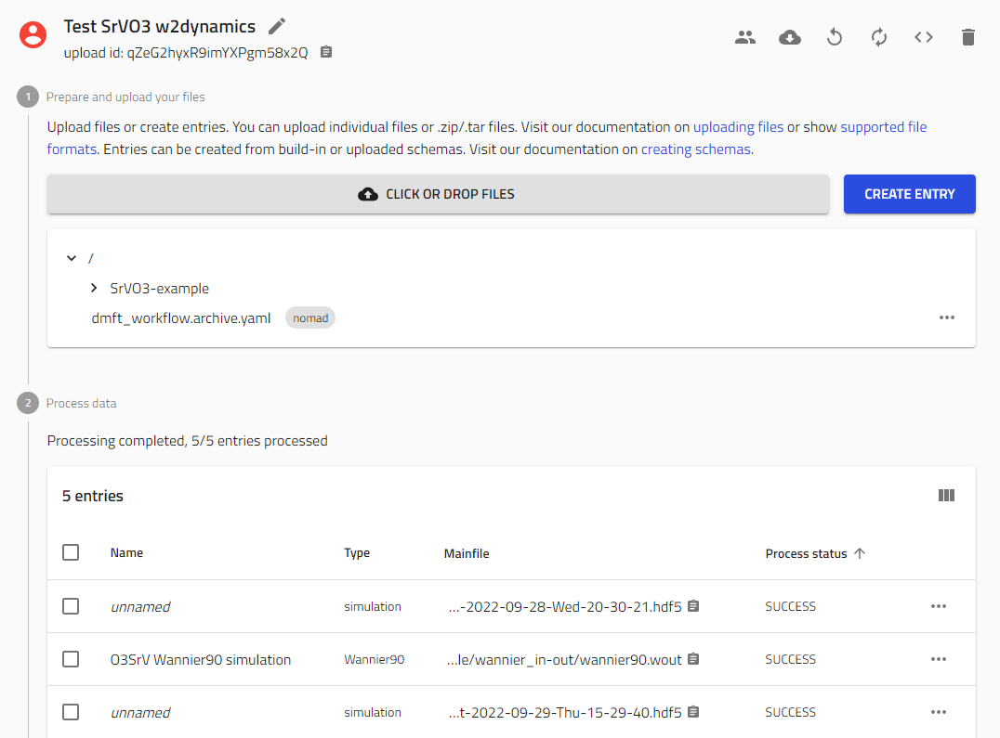 Test SrVO3 w2dynamics
upload id: qZeG2hyxR9imYXPgm58x2Q
1 Prepare and upload your files
Upload files or create entries. You can upload individual files or .zip/.tar files. Visit our documentation on uploading files or show supported file
formats. Entries can be created from build-in or uploaded schemas. Visit our documentation on creating schemas.
CLICK OR DROP FILES CREATE ENTRY
/
SrVO3-example
dmft_workflow.archive.yaml nomad
2 Process data
Processing completed, 5/5 entries processed
5 entries
Name Type Mainfile Process status
unnamed simulation ...-2022-09-28-Wed-20-30-21.hdf5 SUCCESS
O3SrV Wannier90 simulation Wannier90 ...le/wannier_in-out/wannier90.wout SUCCESS
unnamed simulation ...t-2022-09-29-Thu-15-29-40.hdf5 SUCCESS